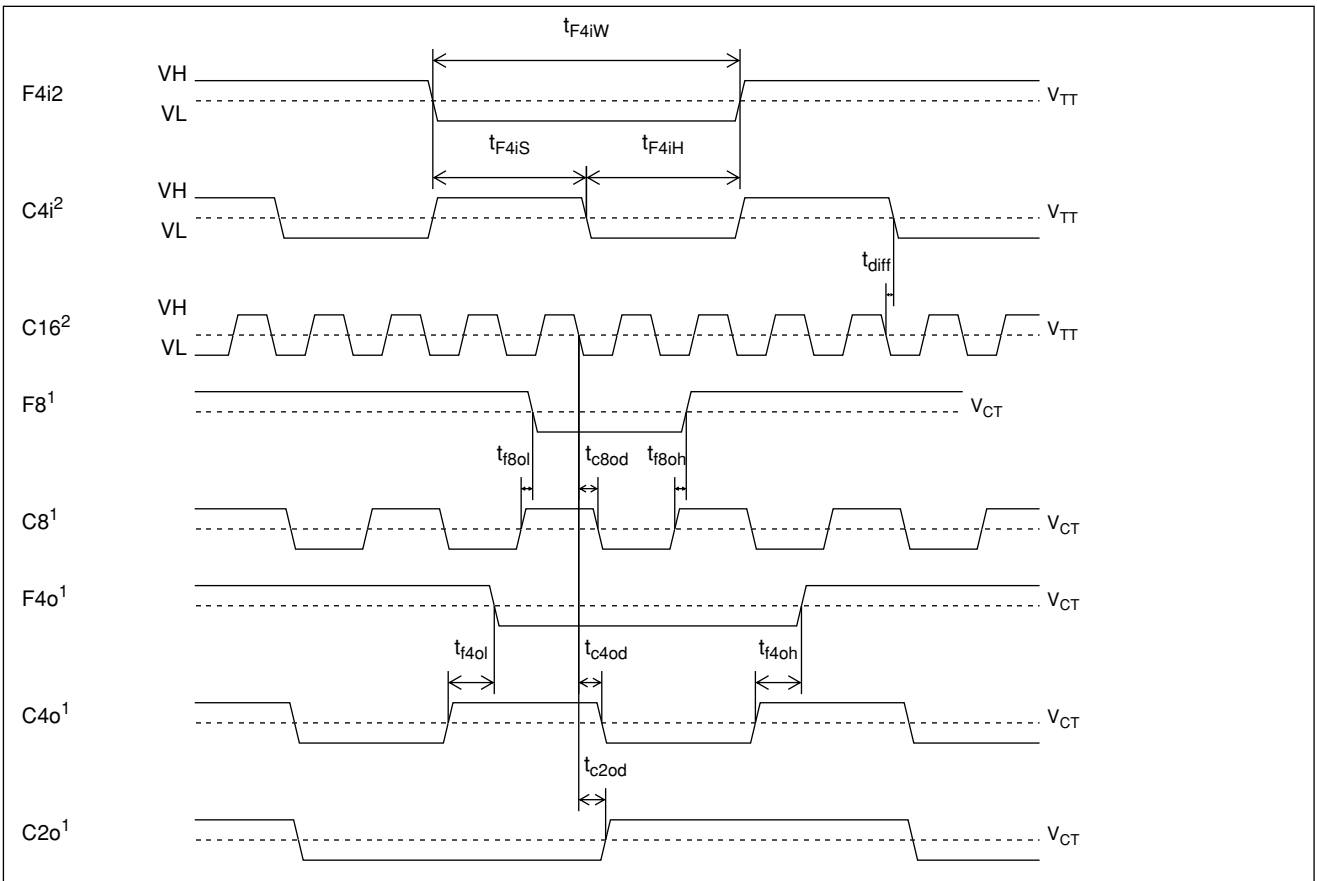 tF4iW
VH
F4i2
VL
VTT
tF4iS
tF4iH
VH
C4i²
VL
VTT
tdiff
VH
C16²
VL
VTT
F8¹
VCT
tf8ol
tc8od
tf8oh
C8¹
VCT
F4o¹
VCT
tf4ol
tc4od
tf4oh
C4o¹
VCT
tc2od
C2o¹
VCT